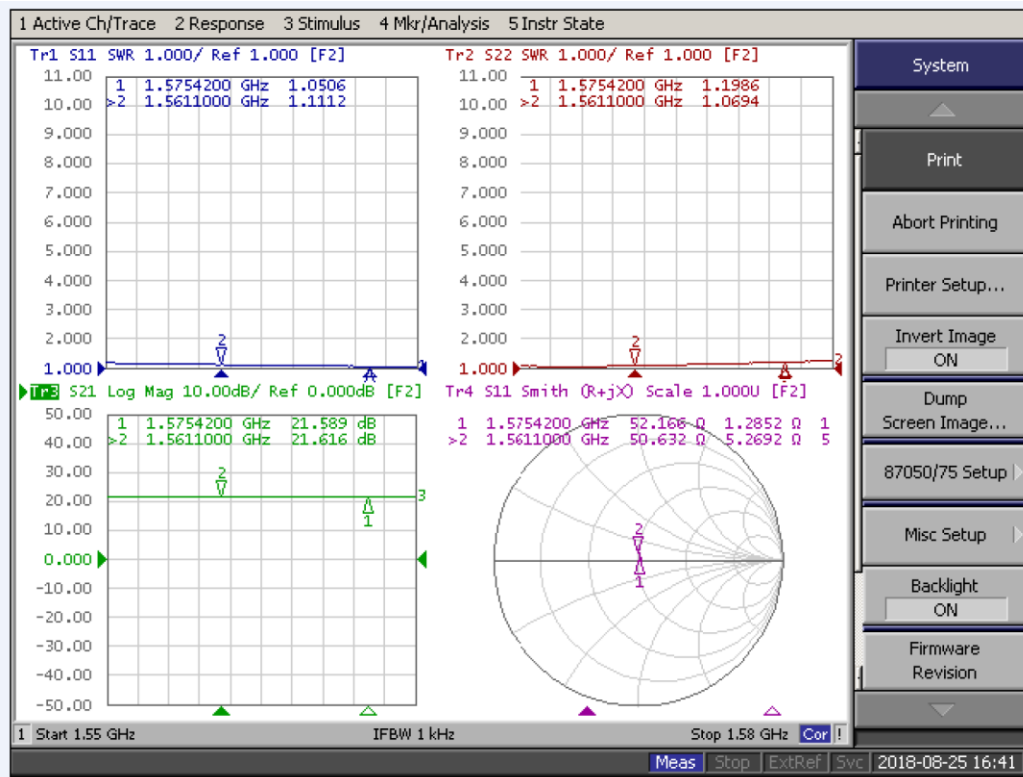 1 Active Ch/Trace 2 Response 3 Stimulus 4 Mkr/Analysis 5 Instr State
Tr1 S11 SWR 1.000/ Ref 1.000 [F2]
11.00
10.00
9.000
8.000
7.000
6.000
5.000
4.000
3.000
2.000
1.000
1 1.5754200 GHz 1.0506
>2 1.5611000 GHz 1.1112
2
1
Tr2 S22 SWR 1.000/ Ref 1.000 [F2]
11.00
10.00
9.000
8.000
7.000
6.000
5.000
4.000
3.000
2.000
1.000
1 1.5754200 GHz 1.1986
>2 1.5611000 GHz 1.0694
2
1
2
Tr3 S21 Log Mag 10.00dB/ Ref 0.000dB [F2]
50.00
40.00
30.00
20.00
10.00
0.000
-10.00
-20.00
-30.00
-40.00
-50.00
1 1.5754200 GHz 21.589 dB
>2 1.5611000 GHz 21.616 dB
2
1
3
Tr4 S11 Smith (R+jX) Scale 1.000U [F2]
1 1.5754200 GHz 52.166 Ω 1.2852 Ω 1
>2 1.5611000 GHz 50.632 Ω 5.2692 Ω 5
2
1
1 Start 1.55 GHz IFBW 1 kHz Stop 1.58 GHz Cor !
Meas Stop ExtRef Svc 2018-08-25 16:41
System
Print
Abort Printing
Printer Setup...
Invert Image
ON
Dump
Screen Image...
87050/75 Setup
Misc Setup
Backlight
ON
Firmware
Revision